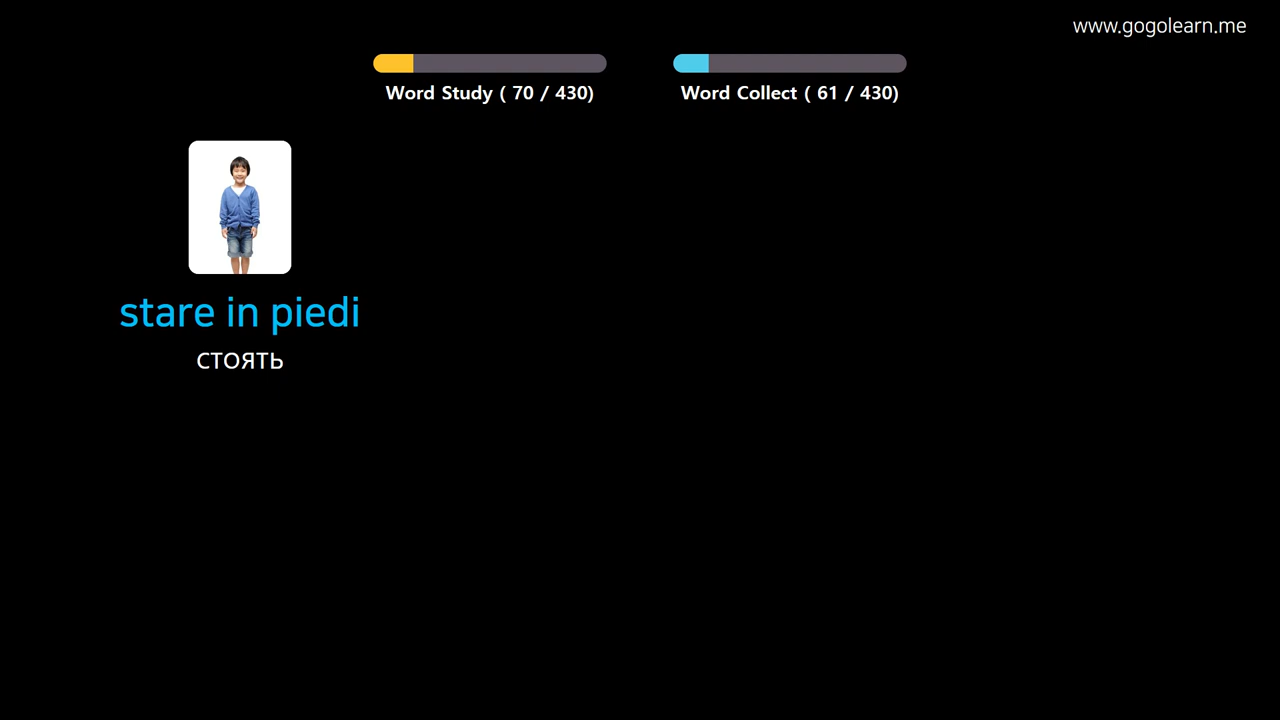 www.gogolearn.me
Word Study ( 70 / 430)
Word Collect ( 61 / 430)
stare in piedi
стоять